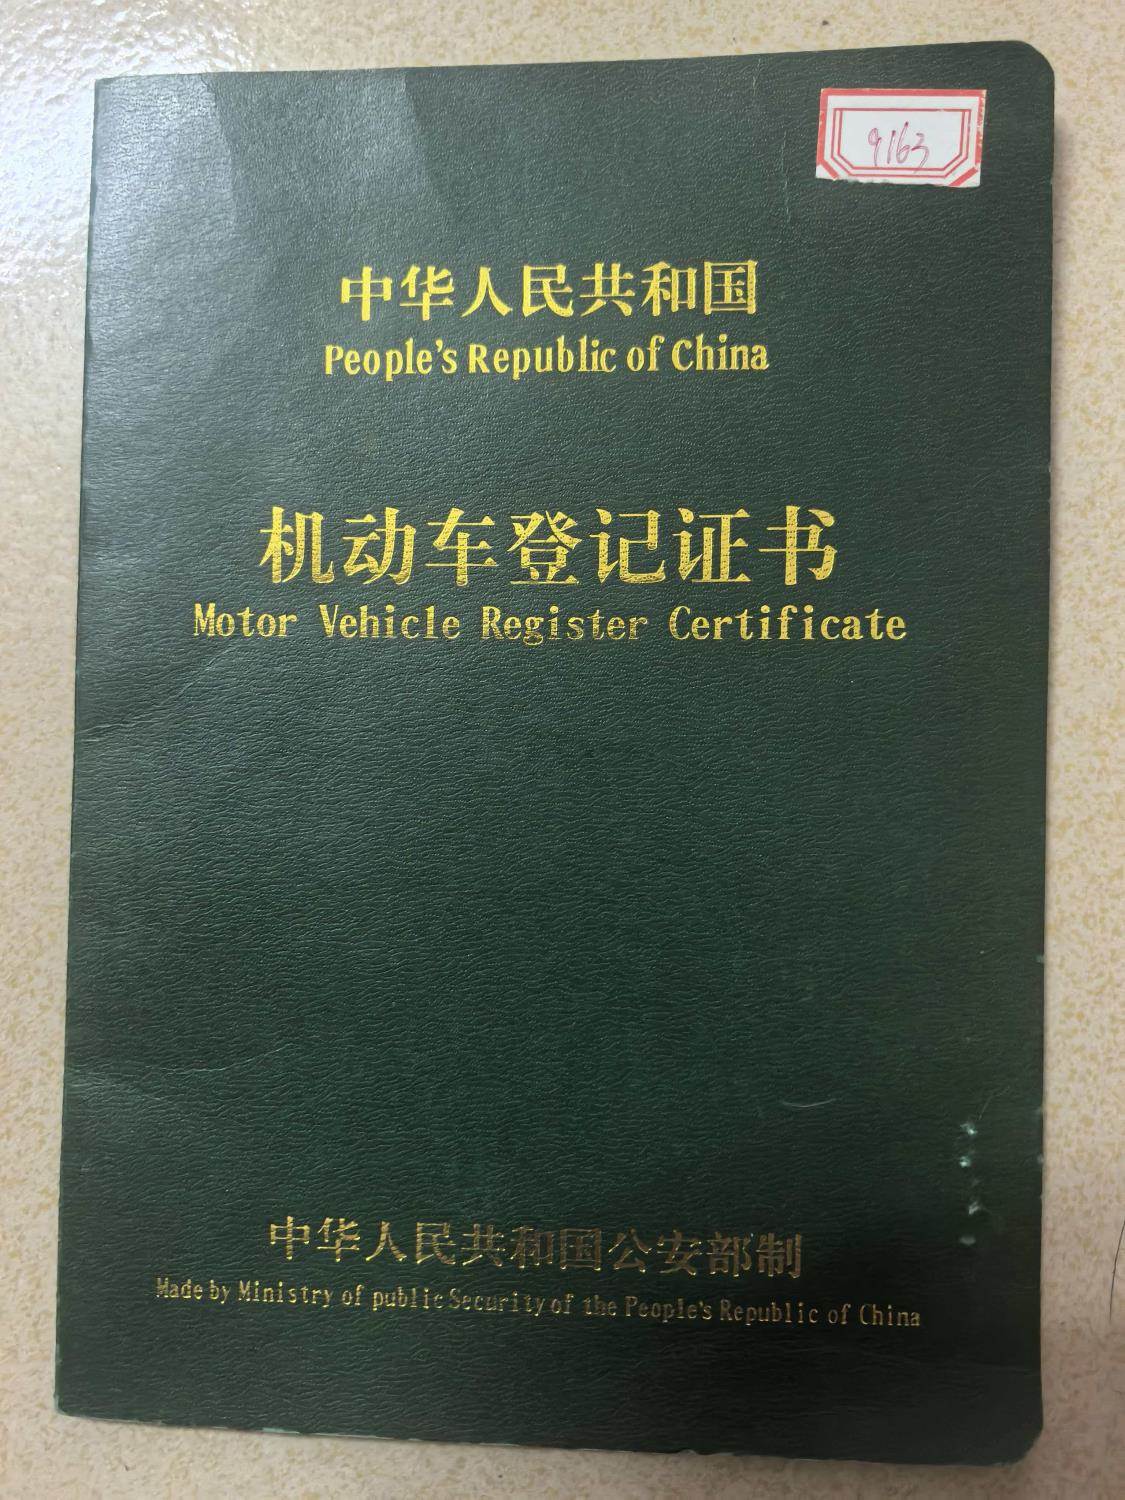 9163
中华人民共和国
People's Republic of China
机动车登记证书
Motor Vehicle Register Certificate
中华人民共和国公安部制
Made by Ministry of public Security of the People's Republic of China